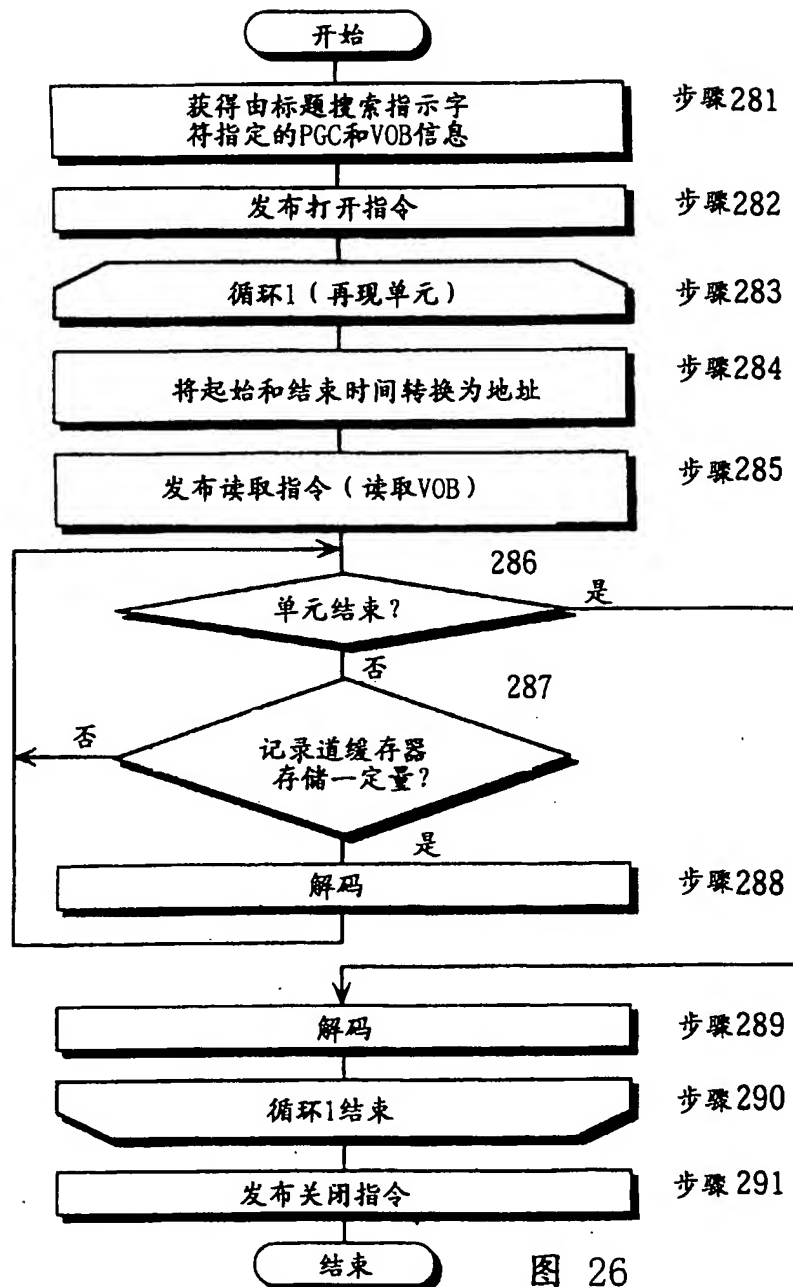 开始
获得由标题搜索指示字
符指定的PGC和VOB信息
步骤281
发布打开指令
步骤282
循环1（再现单元）
步骤283
将起始和结束时间转换为地址
步骤284
发布读取指令（读取VOB）
步骤285
286
单元结束？
是
否
287
否
记录道缓存器
存储一定量？
是
解码
步骤288
解码
步骤289
循环1结束
步骤290
发布关闭指令
步骤291
结束
图 26